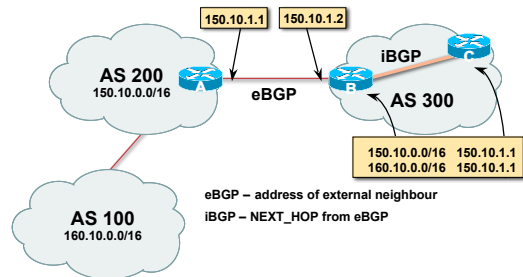 150.10.1.1
150.10.1.2
iBGP
C
AS 200
150.10.0.0/16
A
eBGP
B
AS 300
150.10.0.0/16 150.10.1.1
160.10.0.0/16 150.10.1.1
eBGP – address of external neighbour
iBGP – NEXT_HOP from eBGP
AS 100
160.10.0.0/16